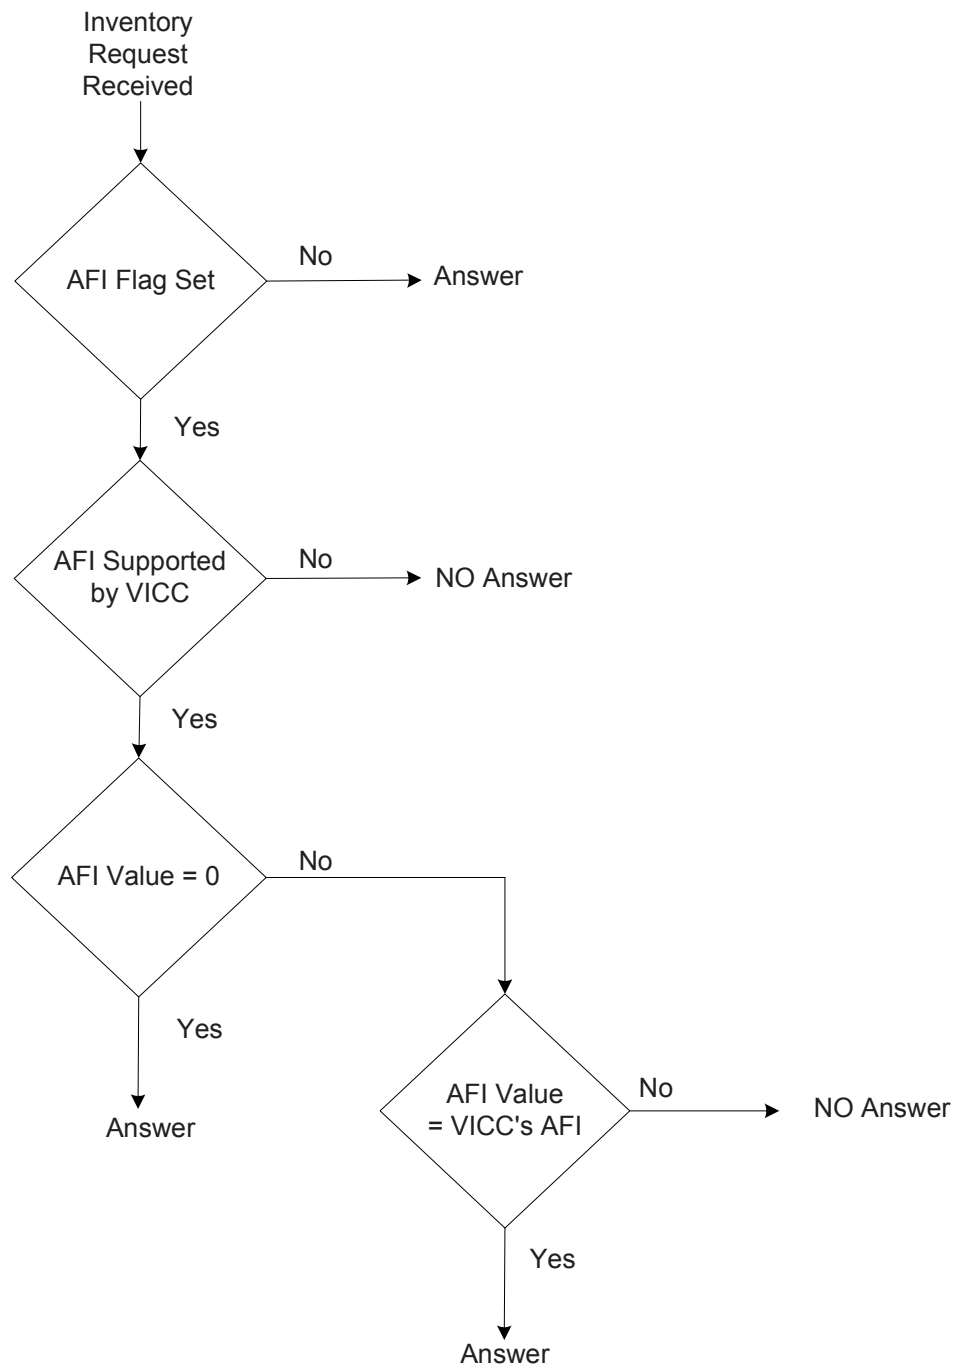 Inventory
Request
Received
AFI Flag Set
No
Answer
Yes
AFI Supported
by VICC
No
NO Answer
Yes
AFI Value = 0
No
Yes
Answer
AFI Value
= VICC's AFI
No
NO Answer
Yes
Answer